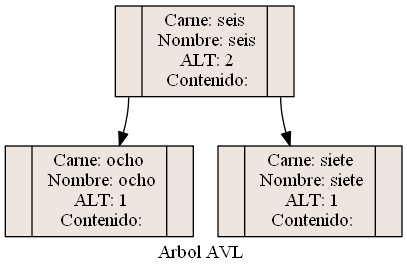 Carne: seis
Nombre: seis
ALT: 2
Contenido:
Carne: ocho
Nombre: ocho
ALT: 1
Contenido:
Carne: siete
Nombre: siete
ALT: 1
Contenido:
Arbol AVL